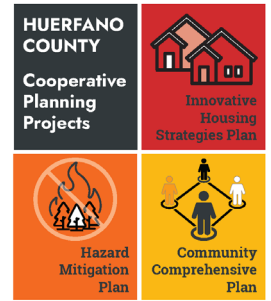 HUERFANO
COUNTY
Cooperative
Planning
Projects
Innovative
Housing
Strategies Plan
Hazard
Mitigation
Plan
Community
Comprehensive
Plan